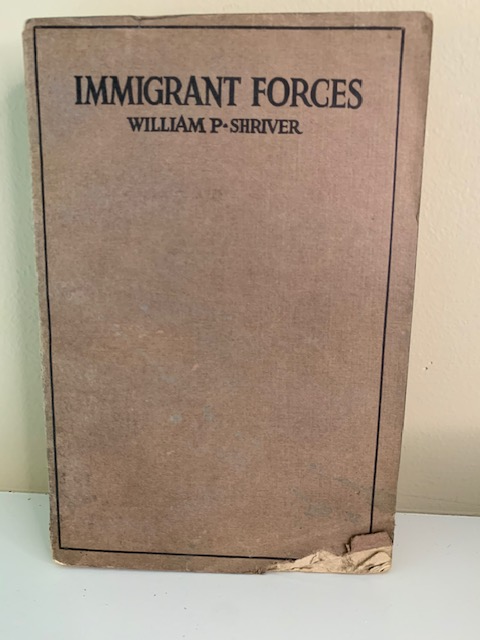 IMMIGRANT FORCES
WILLIAM P. SHRIVER